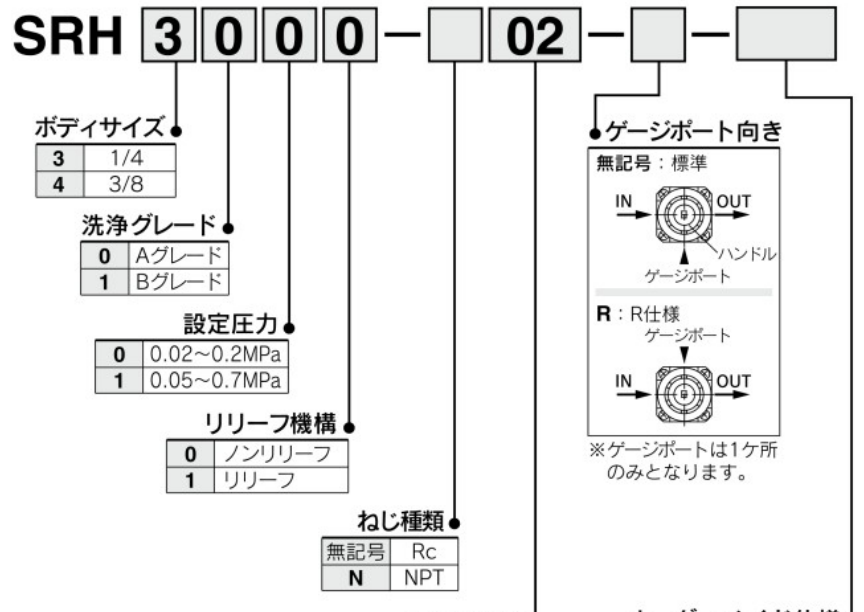 SRH 3 0 0 0 - 02 - -
ボディサイズ
3 1/4
4 3/8
洗浄グレード
0 Aグレード
1 Bグレード
設定圧力
0 0.02～0.2MPa
1 0.05～0.7MPa
リリーフ機構
0 ノンリリーフ
1 リリーフ
ねじ種類
無記号 Rc
N NPT
ゲージポート向き
無記号：標準
IN OUT
ハンドル
ゲージポート
R：R仕様
ゲージポート
IN OUT
※ゲージポートは1ケ所
のみとなります。